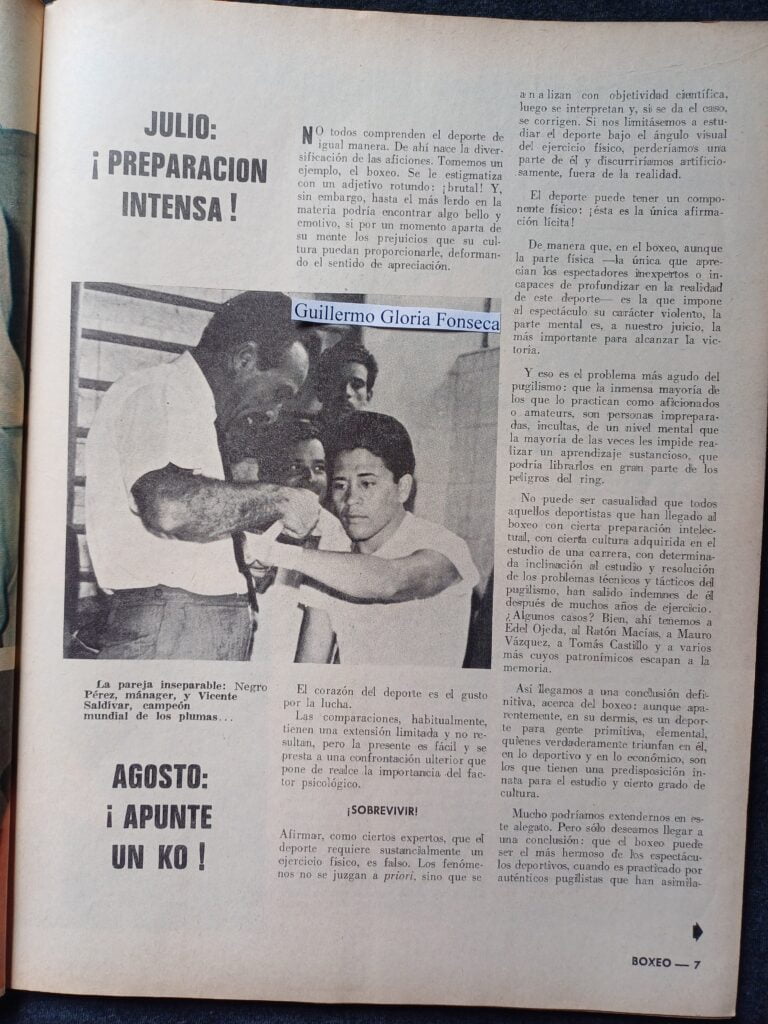 JULIO:
¡ PREPARACION
INTENSA !
NO todos comprenden el deporte de
igual manera. De ahí nace la diver-
sificación de las aficiones. Tomemos un
ejemplo, el boxeo. Se le estigmatiza
con un adjetivo rotundo: ¡brutal! Y,
sin embargo, hasta el más lerdo en la
materia podría encontrar algo bello y
emotivo, si por un momento aparta de
su mente los prejuicios que su cul-
tura puedan proporcionarle, deforman-
do el sentido de apreciación.
Guillermo Gloria Fonseca
La pareja inseparable: Negro
Pérez, mánager, y Vicente
Saldívar, campeón
mundial de los plumas...
AGOSTO:
¡ APUNTE
UN KO !
El corazón del deporte es el gusto
por la lucha.
Las comparaciones, habitualmente,
tienen una extensión limitada y no re-
sultan, pero la presente es fácil y se
presta a una confrontación ulterior que
pone de realce la importancia del fac-
tor psicológico.
¡SOBREVIVIR!
Afirmar, como ciertos expertos, que el
deporte requiere sustancialmente un
ejercicio físico, es falso. Los fenóme-
nos no se juzgan a priori, sino que se
analizan con objetividad científica,
luego se interpretan y, si se da el caso,
se corrigen. Si nos limitásemos a estu-
diar el deporte bajo el ángulo visual
del ejercicio físico, perderíamos una
parte de él y discurriríamos artificio-
samente, fuera de la realidad.
El deporte puede tener un compo-
nente físico: ¡ésta es la única afirma-
ción lícita!
De manera que, en el boxeo, aunque
la parte física —la única que apre-
cian los espectadores inexpertos o in-
capaces de profundizar en la realidad
de este deporte— es la que impone
al espectáculo su carácter violento, la
parte mental es, a nuestro juicio, la
más importante para alcanzar la vic-
toria.
Y eso es el problema más agudo del
pugilismo: que la inmensa mayoría de
los que lo practican como aficionados
o amateurs, son personas imprepara-
das, incultas, de un nivel mental que
la mayoría de las veces les impide rea-
lizar un aprendizaje sustancioso, que
podría librarlos en gran parte de los
peligros del ring.
No puede ser casualidad que todos
aquellos deportistas que han llegado al
boxeo con cierta preparación intelec-
tual, con cierta cultura adquirida en el
estudio de una carrera, con determina-
da inclinación al estudio y resolución
de los problemas técnicos y tácticos del
pugilismo, han salido indemnes de él
después de muchos años de ejercicio.
¿Algunos casos? Bien, ahí tenemos a
Edel Ojeda, al Ratón Macías, a Mauro
Vázquez, a Tomás Castillo y a varios
más cuyos patronímicos escapan a la
memoria.
Así llegamos a una conclusión defi-
nitiva, acerca del boxeo: aunque apa-
rentemente, en su dermis, es un depor-
te para gente primitiva, elemental,
quienes verdaderamente triunfan en él,
en lo deportivo y en lo económico, son
los que tienen una predisposición in-
nata para el estudio y cierto grado de
cultura.
Mucho podríamos extendernos en es-
te alegato. Pero sólo deseamos llegar a
una conclusión: que el boxeo puede
ser el más hermoso de los espectácu-
los deportivos, cuando es practicado por
auténticos pugilistas que han asimila-
BOXEO — 7